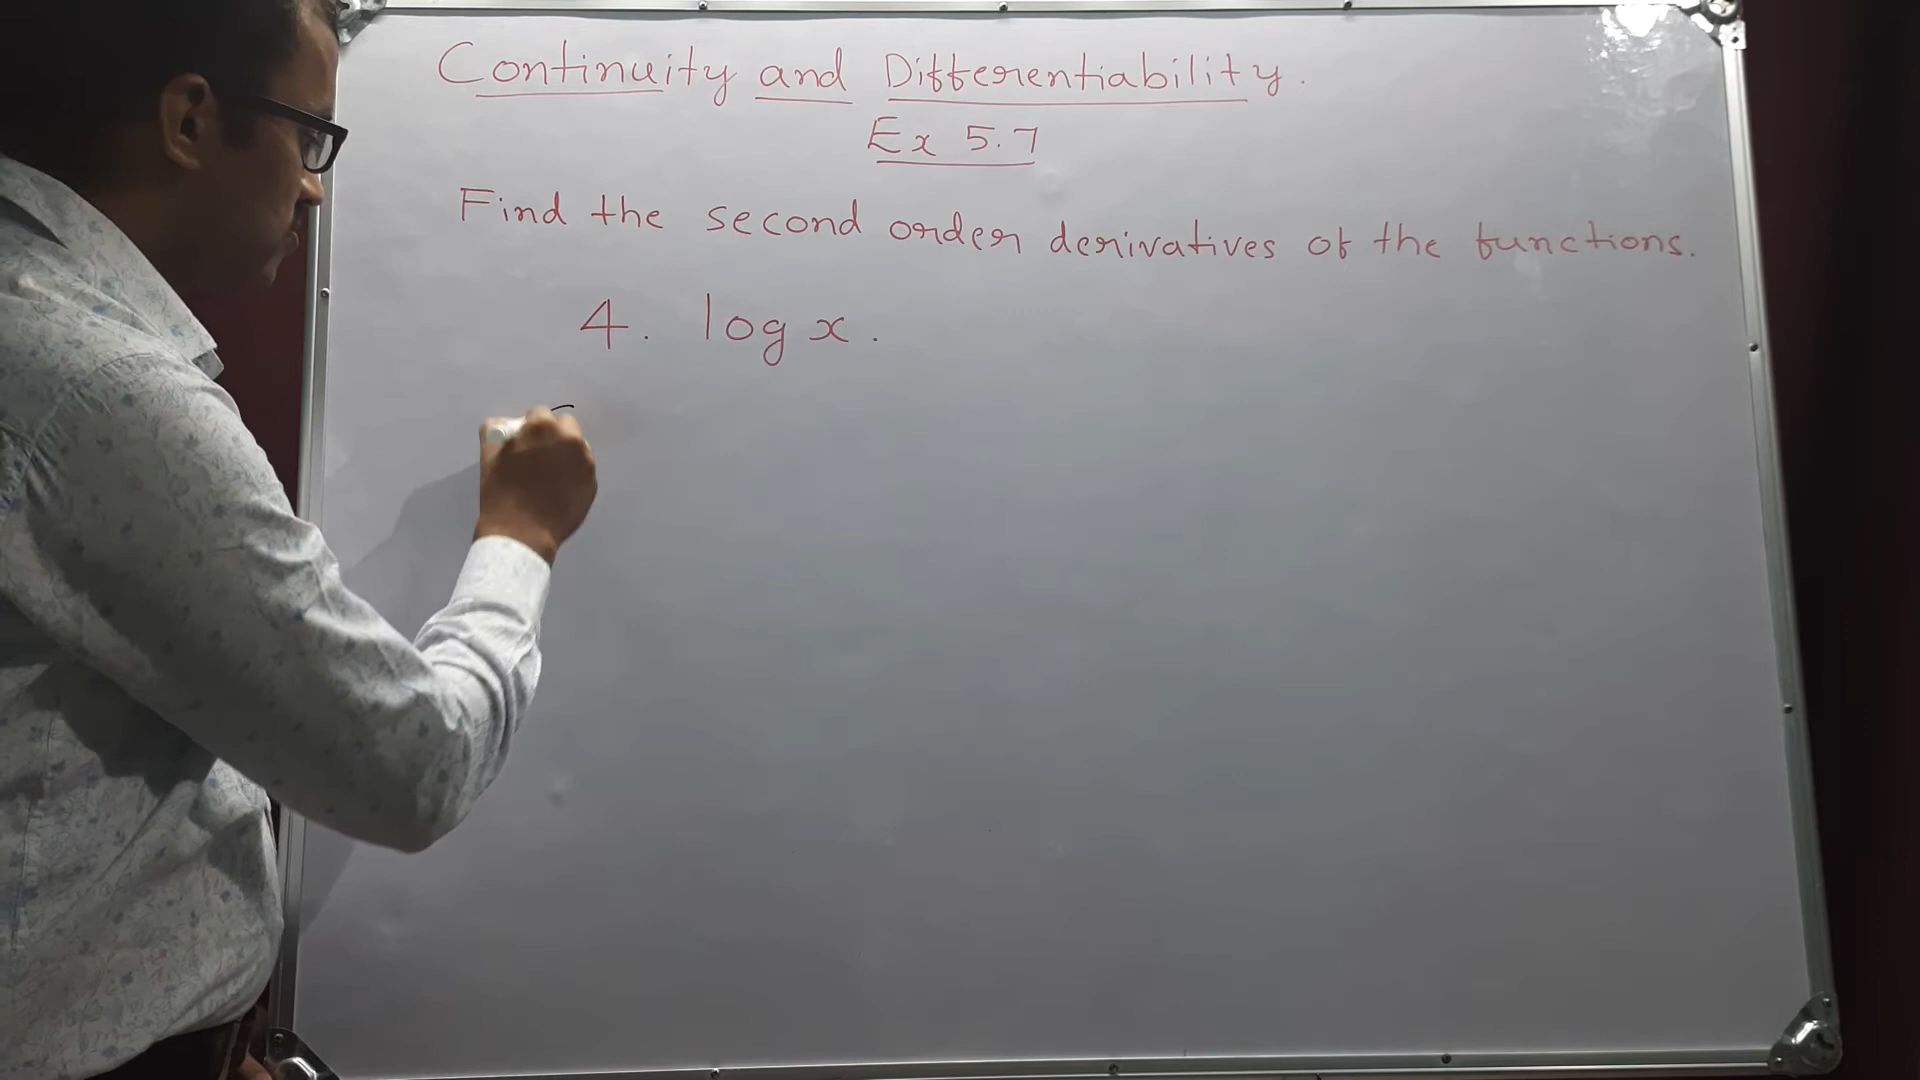 Continuity and Differentiability.
Ex 5.7
Find the second order derivatives of the functions.
4. log x.